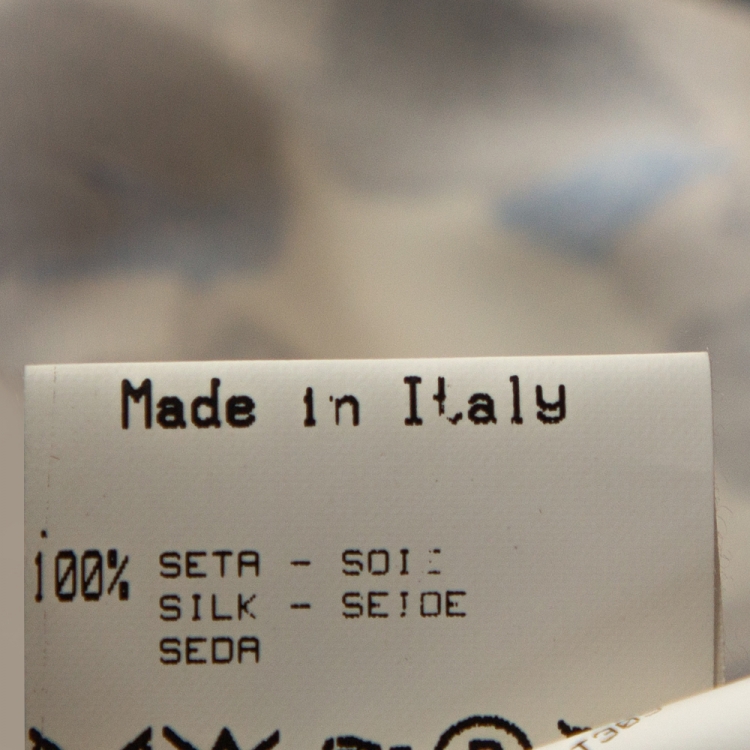 Made in Italy
100% SETA - SOIE
SILK - SEIDE
SEDA
P